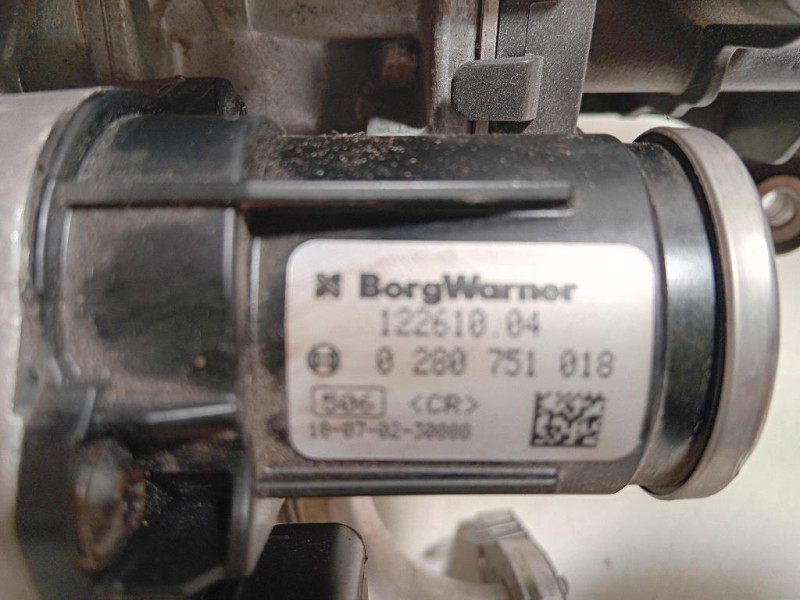 BorgWarner
122610.04
0 280 751 018
506 <CR>
18-07-02-30080